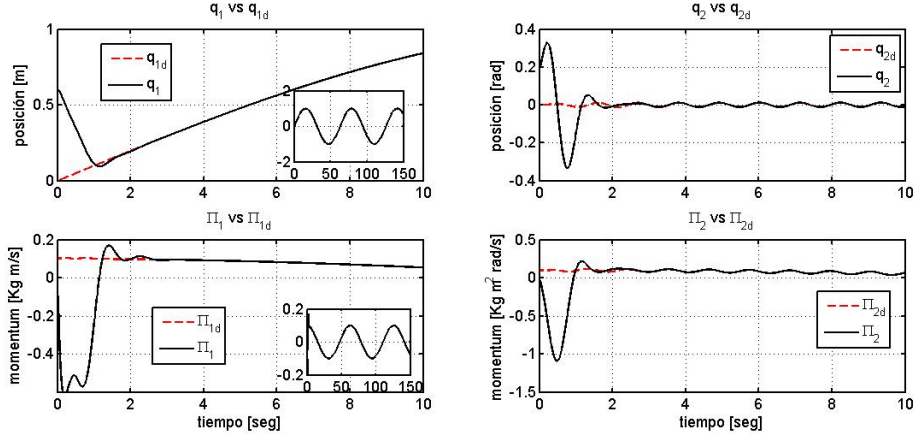 q1 vs q1d
posición [m]
1
0.5
0
q1d
q1
2
0
-2
0 50 100 150
0 2 4 6 8 10
q2 vs q2d
posición [rad]
0.4
0.2
0
-0.2
-0.4
q2d
q2
0 2 4 6 8 10
Π1 vs Π1d
momentum [Kg m/s]
0.2
0
-0.2
-0.4
Π1d
Π1
0.2
0
-0.2
0 50 100 150
0 2 4 6 8 10
tiempo [seg]
Π2 vs Π2d
momentum [Kg m² rad/s]
0.5
0
-0.5
-1
-1.5
Π2d
Π2
0 2 4 6 8 10
tiempo [seg]